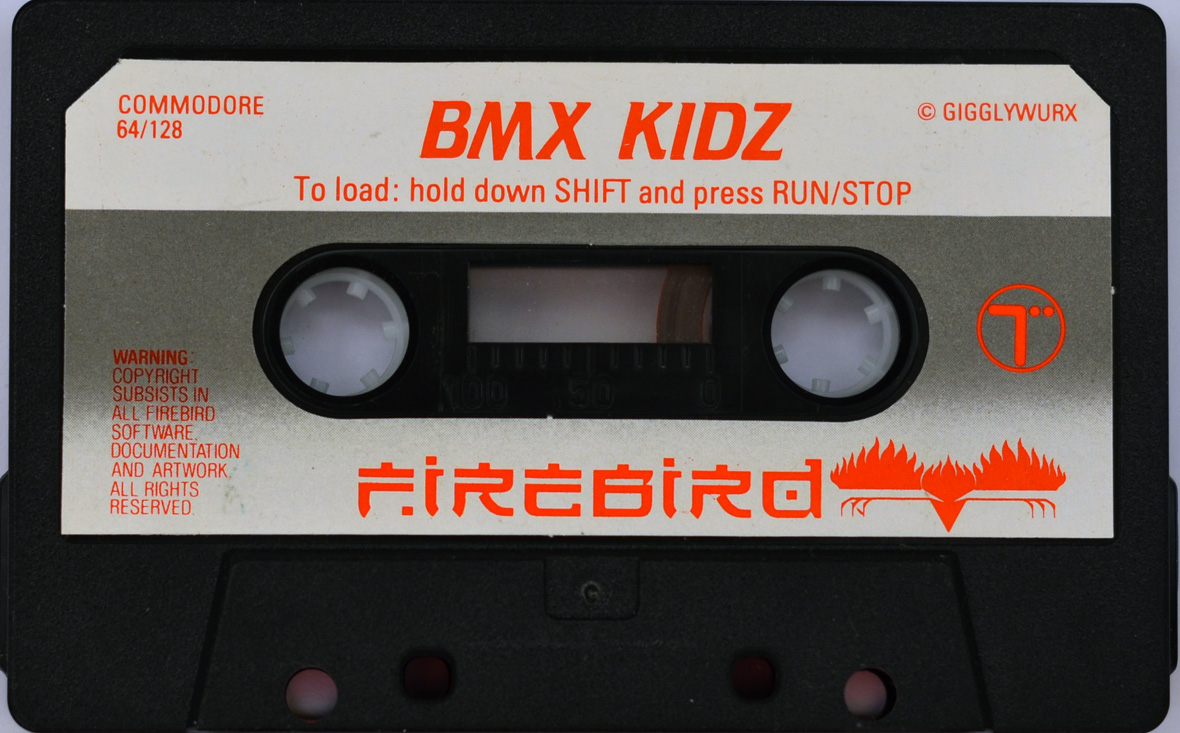 COMMODORE
64/128
BMX KIDZ
© GIGGLYWURX
To load: hold down SHIFT and press RUN/STOP
100 50 0
WARNING:
COPYRIGHT
SUBSISTS IN
ALL FIREBIRD
SOFTWARE,
DOCUMENTATION
AND ARTWORK.
ALL RIGHTS
RESERVED.
FIREBIRD